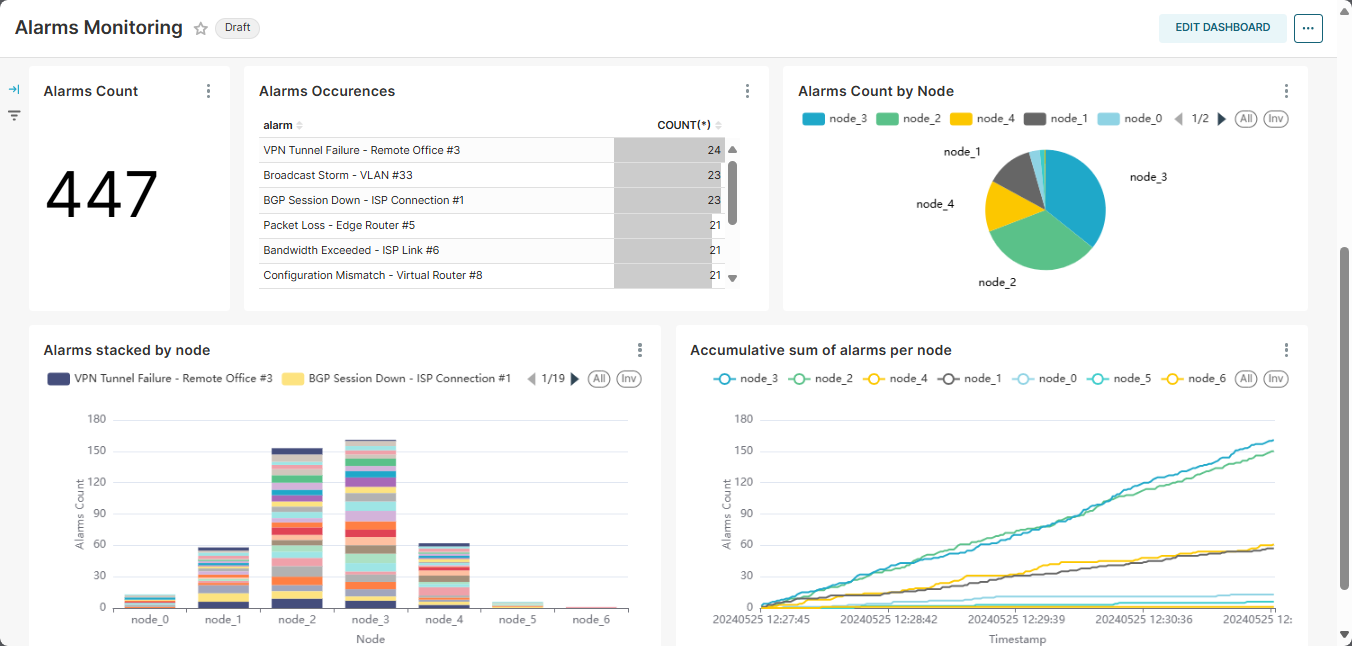 Alarms Monitoring Draft EDIT DASHBOARD ...
Alarms Count
447
Alarms Occurences
alarm COUNT(*)
VPN Tunnel Failure - Remote Office #3 24
Broadcast Storm - VLAN #33 23
BGP Session Down - ISP Connection #1 23
Packet Loss - Edge Router #5 21
Bandwidth Exceeded - ISP Link #6 21
Configuration Mismatch - Virtual Router #8 21
Alarms Count by Node
node_3 node_2 node_4 node_1 node_0 1/2 All Inv
node_1
node_3
node_4
node_2
Alarms stacked by node
VPN Tunnel Failure - Remote Office #3 BGP Session Down - ISP Connection #1 1/19 All Inv
180
150
120
90
60
30
0
Alarms Count
node_0 node_1 node_2 node_3 node_4 node_5 node_6
Node
Accumulative sum of alarms per node
node_3 node_2 node_4 node_1 node_0 node_5 node_6 All Inv
180
150
120
90
60
30
0
Alarms Count
20240525 12:27:45 20240525 12:28:42 20240525 12:29:39 20240525 12:30:36 20240525 12:
Timestamp